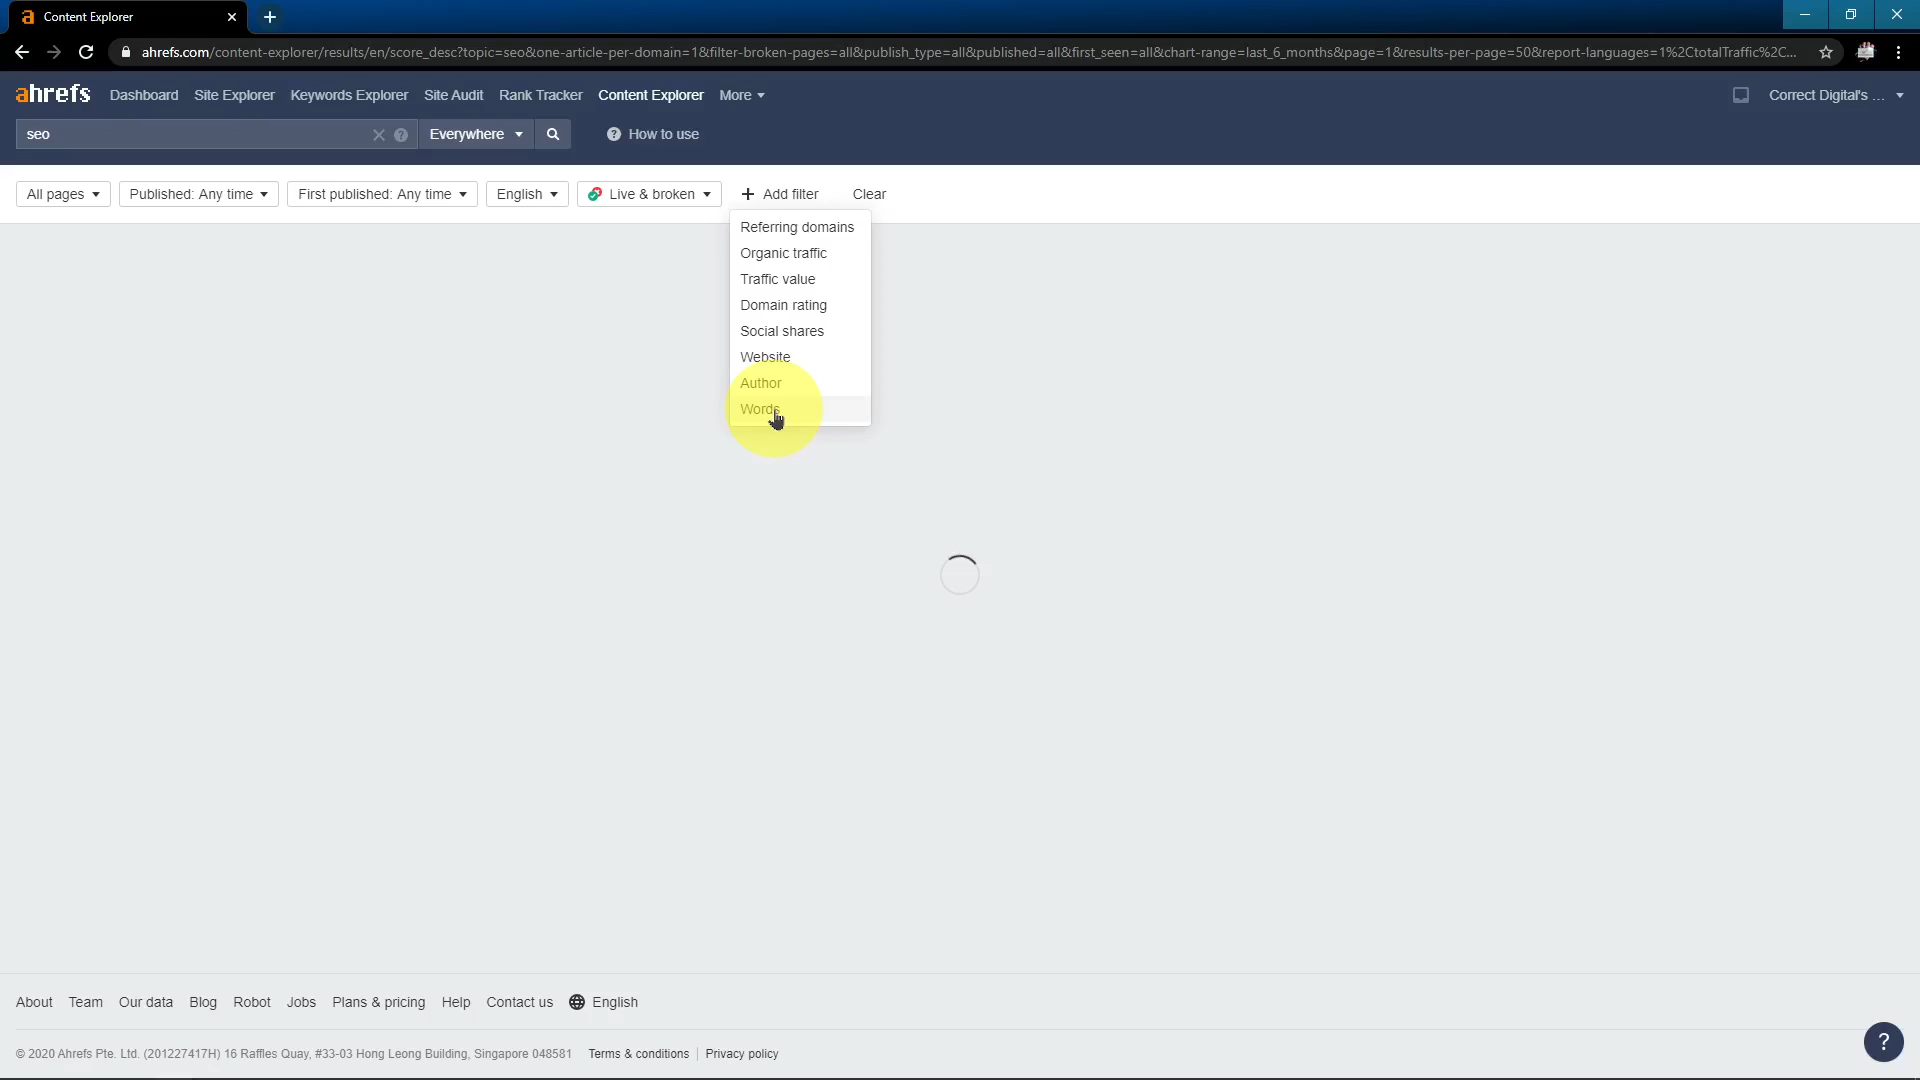 Content Explorer
ahrefs.com/content-explorer/results/en/score_desc?topic=seo&one-article-per-domain=1&filter-broken-pages=all&publish_type=all&published=all&first_seen=all&chart-range=last_6_months&page=1&results-per-page=50&report-languages=1%2CtotalTraffic%2C...
ahrefs Dashboard Site Explorer Keywords Explorer Site Audit Rank Tracker Content Explorer More Correct Digital's ...
seo ? Everywhere ? How to use
All pages Published: Any time First published: Any time English Live & broken + Add filter Clear
Referring domains
Organic traffic
Traffic value
Domain rating
Social shares
Website
Author
Words
About Team Our data Blog Robot Jobs Plans & pricing Help Contact us English
© 2020 Ahrefs Pte. Ltd. (201227417H) 16 Raffles Quay, #33-03 Hong Leong Building, Singapore 048581 Terms & conditions Privacy policy
?